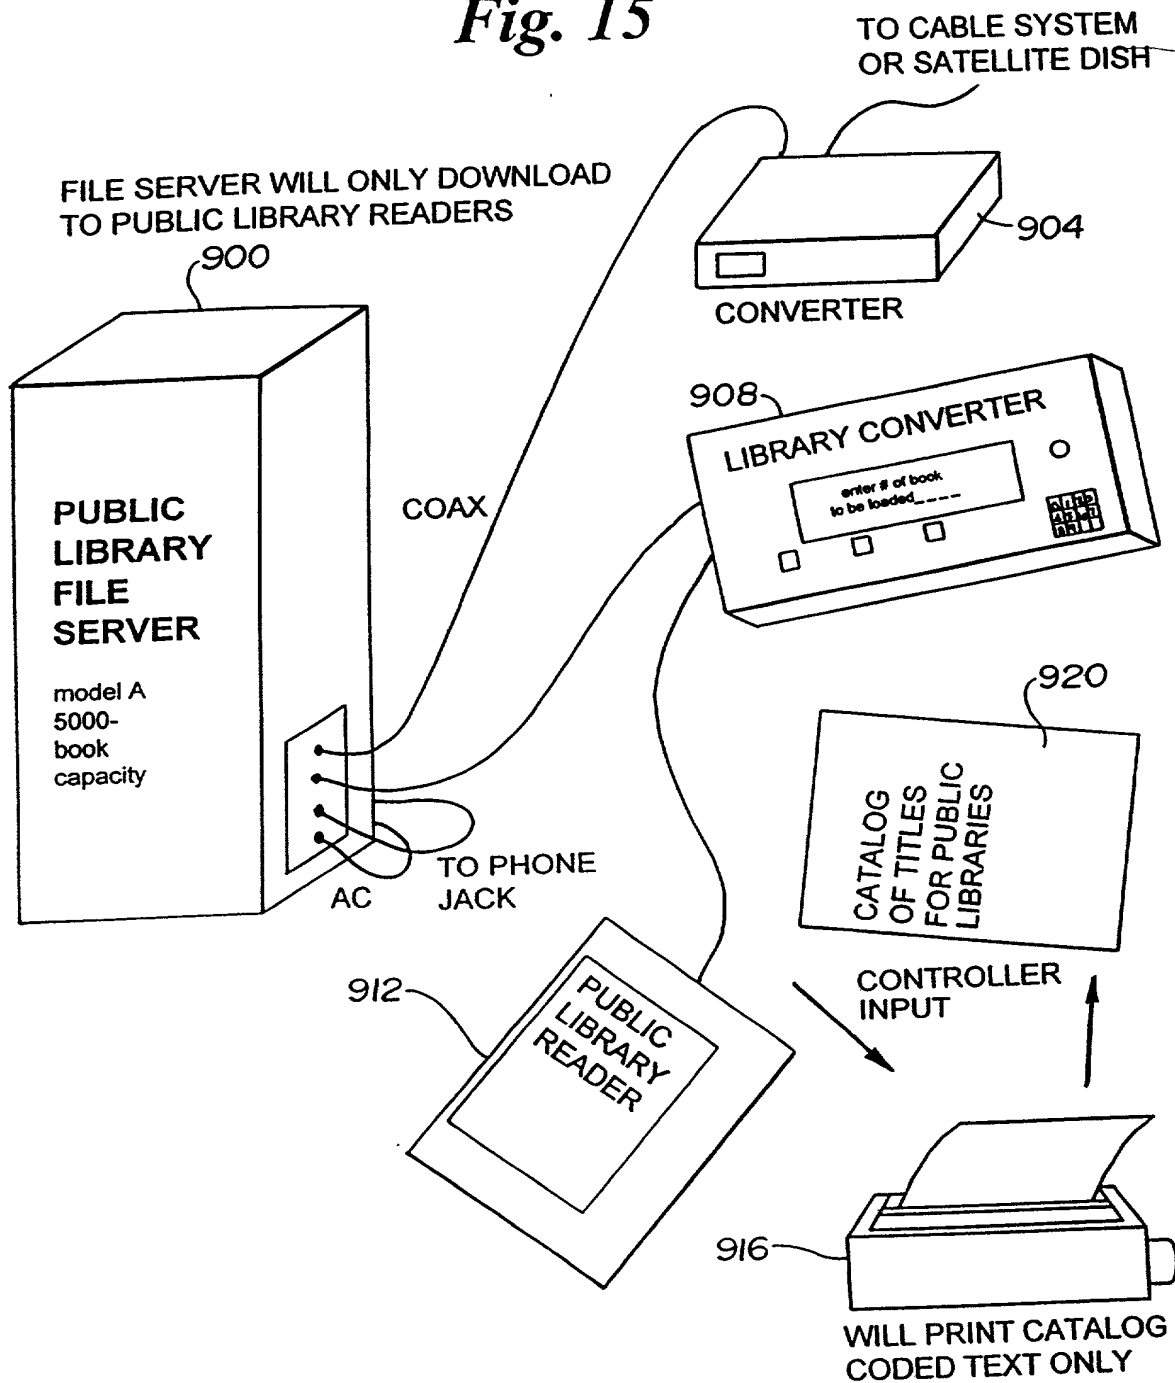 Fig. 15
TO CABLE SYSTEM
OR SATELLITE DISH
FILE SERVER WILL ONLY DOWNLOAD
TO PUBLIC LIBRARY READERS
900
904
CONVERTER
908
LIBRARY CONVERTER
enter # of book
to be loaded____
COAX
PUBLIC
LIBRARY
FILE
SERVER
model A
5000-
book
capacity
AC
TO PHONE
JACK
920
CATALOG
OF TITLES
FOR PUBLIC
LIBRARIES
CONTROLLER
INPUT
912
PUBLIC
LIBRARY
READER
916
WILL PRINT CATALOG
CODED TEXT ONLY